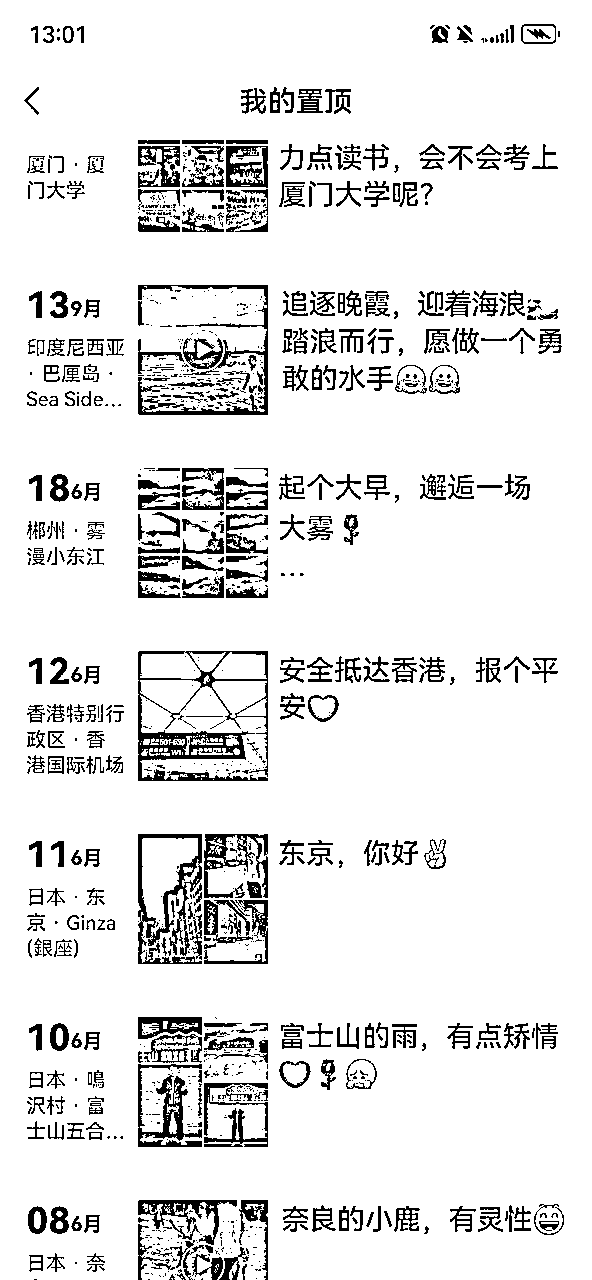 13:01
我的置顶
厦门 · 厦
门大学
力点读书，会不会考上
厦门大学呢？
13 9月
印度尼西亚
· 巴厘岛 ·
Sea Side...
追逐晚霞，迎着海浪🌊
踏浪而行，愿做一个勇
敢的水手🤗🤗
18 6月
郴州 · 雾
漫小东江
起个大早，邂逅一场
大雾🌹
...
12 6月
香港特别行
政区 · 香
港国际机场
安全抵达香港，报个平
安❤
11 6月
日本 · 东
京 · Ginza
(銀座)
东京，你好✌
10 6月
日本 · 鳴
沢村 · 富
士山五合...
富士山的雨，有点矫情
❤🌹
08 6月
日本 · 奈
奈良的小鹿，有灵性😄